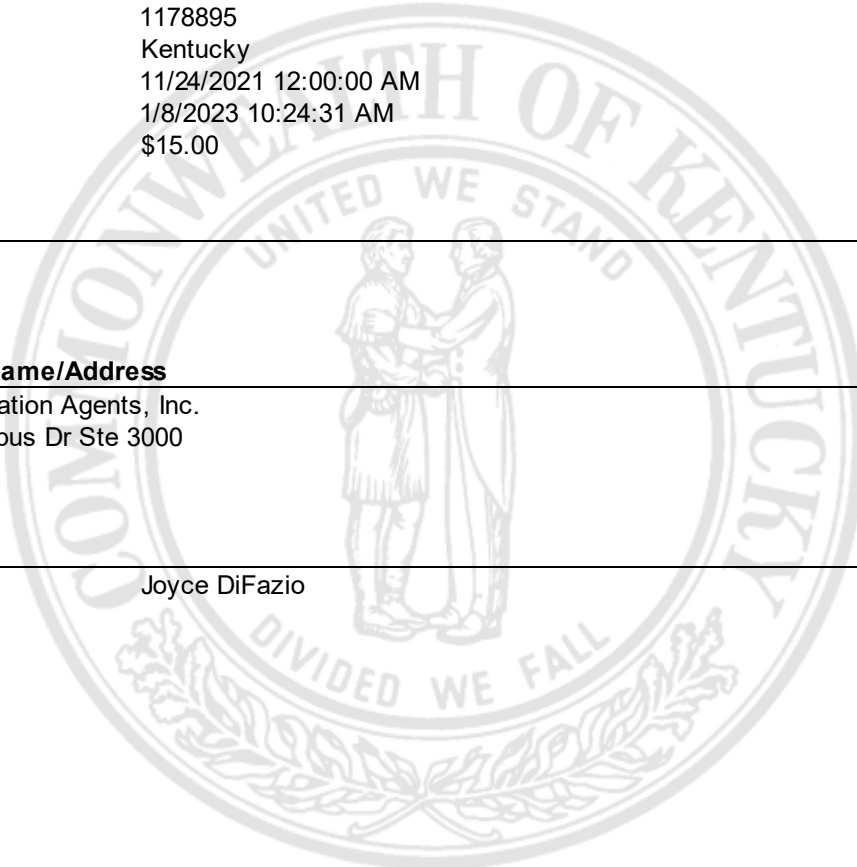 1178895
Kentucky
11/24/2021 12:00:00 AM
1/8/2023 10:24:31 AM
$15.00
COMMONWEALTH OF KENTUCKY
UNITED WE STAND
ame/Address
ation Agents, Inc.
bus Dr Ste 3000
Joyce DiFazio
DIVIDED WE FALL